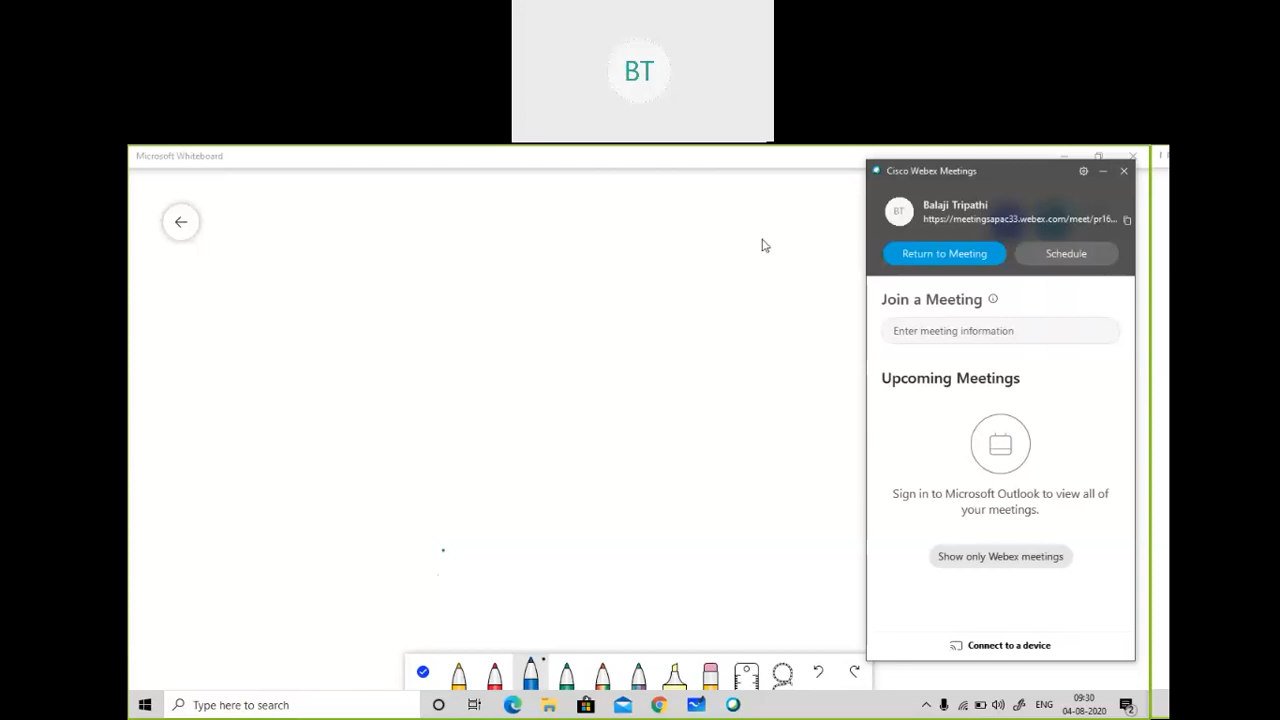 BT
Microsoft Whiteboard
Cisco Webex Meetings
BT
Balaji Tripathi
https://meetingsapac33.webex.com/meet/pr16...
Return to Meeting
Schedule
Join a Meeting
Enter meeting information
Upcoming Meetings
Sign in to Microsoft Outlook to view all of
your meetings.
Show only Webex meetings
Connect to a device
Type here to search
ENG
09:30
04-08-2020
2